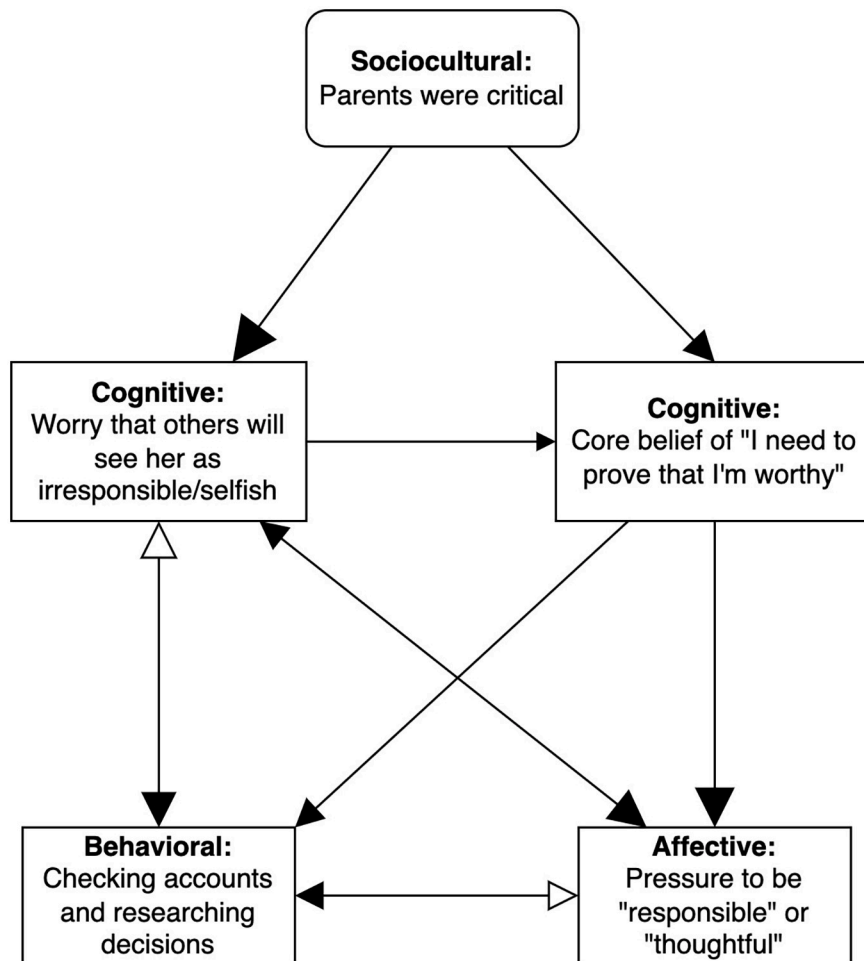 Sociocultural:
Parents were critical
Cognitive:
Worry that others will
see her as
irresponsible/selfish
Cognitive:
Core belief of "I need to
prove that I'm worthy"
Behavioral:
Checking accounts
and researching
decisions
Affective:
Pressure to be
"responsible" or
"thoughtful"